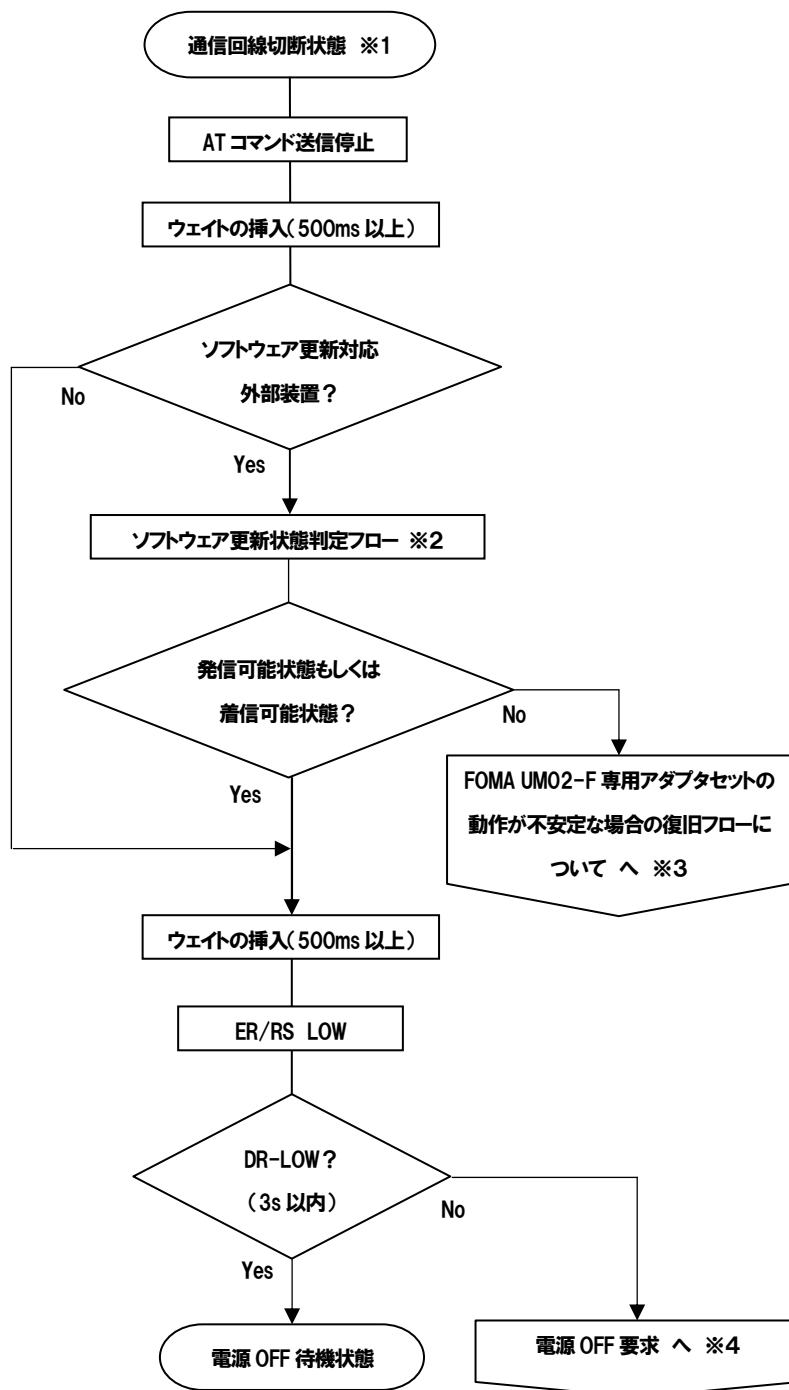 通信回線切断状態 ※1
AT コマンド送信停止
ウェイトの挿入(500ms 以上)
ソフトウェア更新対応
外部装置?
No
Yes
ソフトウェア更新状態判定フロー ※2
発信可能状態もしくは
着信可能状態?
No
Yes
FOMA UM02-F 専用アダプタセットの
動作が不安定な場合の復旧フローに
ついて へ ※3
ウェイトの挿入(500ms 以上)
ER/RS LOW
DR-LOW?
(3s 以内)
No
Yes
電源 OFF 待機状態
電源 OFF 要求 へ ※4